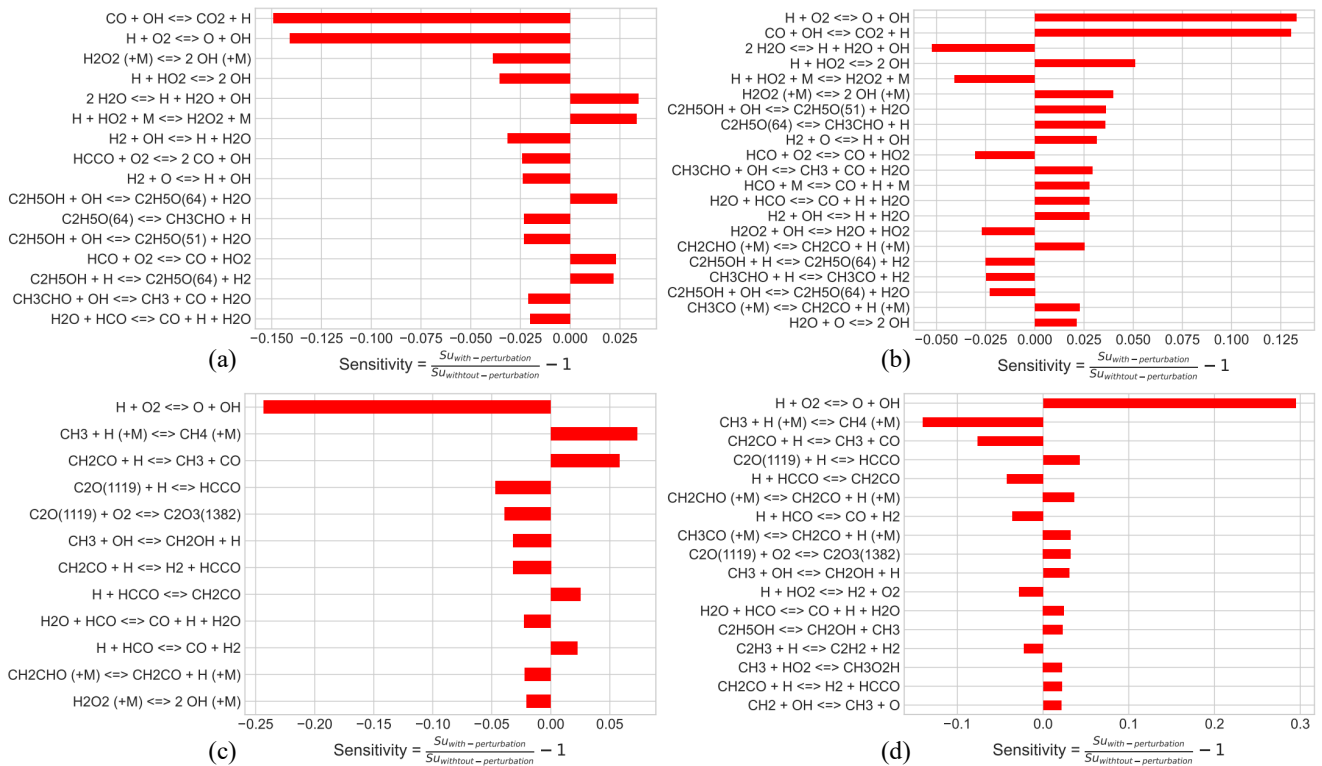 CO + OH <=> CO2 + H
H + O2 <=> O + OH
H2O2 (+M) <=> 2 OH (+M)
H + HO2 <=> 2 OH
2 H2O <=> H + H2O + OH
H + HO2 + M <=> H2O2 + M
H2 + OH <=> H + H2O
HCCO + O2 <=> 2 CO + OH
H2 + O <=> H + OH
C2H5OH + OH <=> C2H5O(64) + H2O
C2H5O(64) <=> CH3CHO + H
C2H5OH + OH <=> C2H5O(51) + H2O
HCO + O2 <=> CO + HO2
C2H5OH + H <=> C2H5O(64) + H2
CH3CHO + OH <=> CH3 + CO + H2O
H2O + HCO <=> CO + H + H2O
−0.150 −0.125 −0.100 −0.075 −0.050 −0.025 0.000 0.025
(a)
Sensitivity = Su_with−perturbation / Su_withtout−perturbation − 1
H + O2 <=> O + OH
CO + OH <=> CO2 + H
2 H2O <=> H + H2O + OH
H + HO2 <=> 2 OH
H + HO2 + M <=> H2O2 + M
H2O2 (+M) <=> 2 OH (+M)
C2H5OH + OH <=> C2H5O(51) + H2O
C2H5O(64) <=> CH3CHO + H
H2 + O <=> H + OH
HCO + O2 <=> CO + HO2
CH3CHO + OH <=> CH3 + CO + H2O
HCO + M <=> CO + H + M
H2O + HCO <=> CO + H + H2O
H2 + OH <=> H + H2O
H2O2 + OH <=> H2O + HO2
CH2CHO (+M) <=> CH2CO + H (+M)
C2H5OH + H <=> C2H5O(64) + H2
CH3CHO + H <=> CH3CO + H2
C2H5OH + OH <=> C2H5O(64) + H2O
CH3CO (+M) <=> CH2CO + H (+M)
H2O + O <=> 2 OH
−0.050 −0.025 0.000 0.025 0.050 0.075 0.100 0.125
(b)
Sensitivity = Su_with−perturbation / Su_withtout−perturbation − 1
H + O2 <=> O + OH
CH3 + H (+M) <=> CH4 (+M)
CH2CO + H <=> CH3 + CO
C2O(1119) + H <=> HCCO
C2O(1119) + O2 <=> C2O3(1382)
CH3 + OH <=> CH2OH + H
CH2CO + H <=> H2 + HCCO
H + HCCO <=> CH2CO
H2O + HCO <=> CO + H + H2O
H + HCO <=> CO + H2
CH2CHO (+M) <=> CH2CO + H (+M)
H2O2 (+M) <=> 2 OH (+M)
−0.25 −0.20 −0.15 −0.10 −0.05 0.00 0.05
(c)
Sensitivity = Su_with−perturbation / Su_withtout−perturbation − 1
H + O2 <=> O + OH
CH3 + H (+M) <=> CH4 (+M)
CH2CO + H <=> CH3 + CO
C2O(1119) + H <=> HCCO
H + HCCO <=> CH2CO
CH2CHO (+M) <=> CH2CO + H (+M)
H + HCO <=> CO + H2
CH3CO (+M) <=> CH2CO + H (+M)
C2O(1119) + O2 <=> C2O3(1382)
CH3 + OH <=> CH2OH + H
H + HO2 <=> H2 + O2
H2O + HCO <=> CO + H + H2O
C2H5OH <=> CH2OH + CH3
C2H3 + H <=> C2H2 + H2
CH3 + HO2 <=> CH3O2H
CH2CO + H <=> H2 + HCCO
CH2 + OH <=> CH3 + O
−0.1 0.0 0.1 0.2 0.3
(d)
Sensitivity = Su_with−perturbation / Su_withtout−perturbation − 1